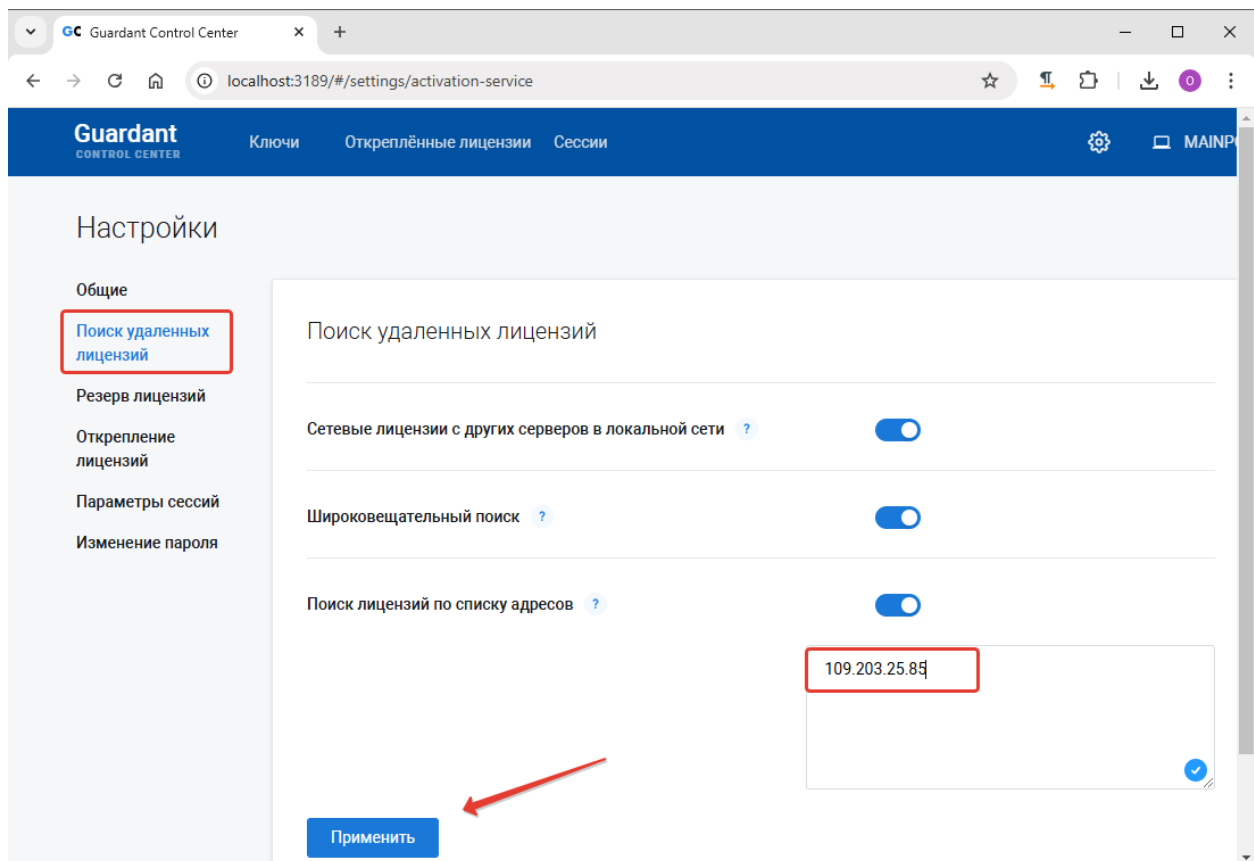 GC Guardant Control Center
localhost:3189/#/settings/activation-service
O
Guardant
CONTROL CENTER
Ключи
Откреплённые лицензии
Сессии
Настройки
Общие
Поиск удаленных
лицензий
Резерв лицензий
Открепление
лицензий
Параметры сессий
Изменение пароля
Поиск удаленных лицензий
Сетевые лицензии с других серверов в локальной сети ?
Широковещательный поиск ?
Поиск лицензий по списку адресов ?
109.203.25.85
Применить